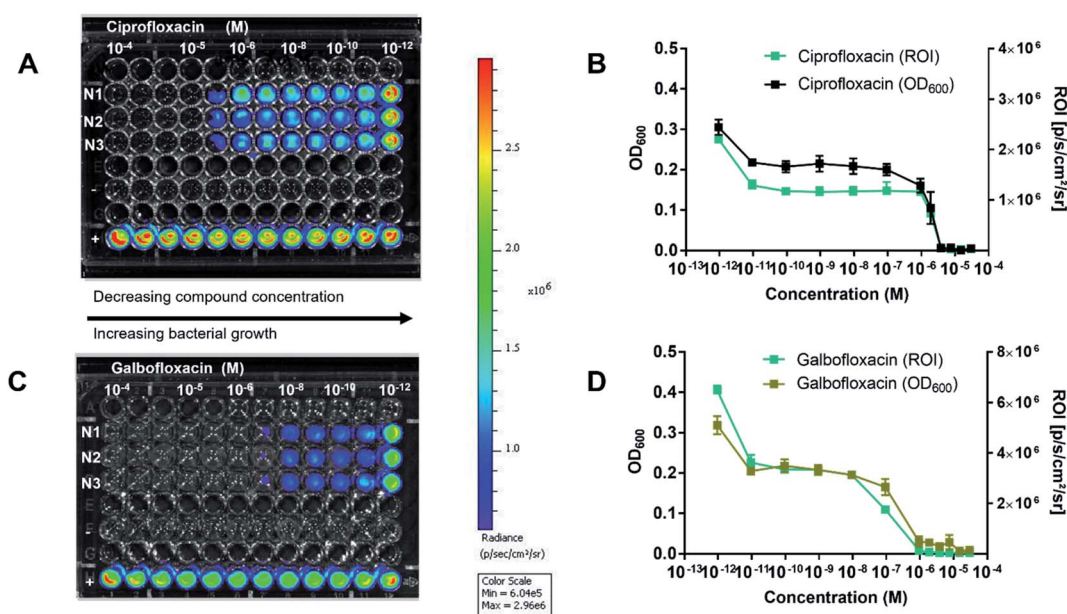 A
Ciprofloxacin (M)
10⁻⁴ 10⁻⁵ 10⁻⁶ 10⁻⁸ 10⁻¹⁰ 10⁻¹²
N1
N2
N3
-
+
Decreasing compound concentration
Increasing bacterial growth
C
Galbofloxacin (M)
10⁻⁴ 10⁻⁵ 10⁻⁶ 10⁻⁸ 10⁻¹⁰ 10⁻¹²
N1
N2
N3
-
+
2.5
2.0
×10⁶
1.5
1.0
Radiance
(p/sec/cm²/sr)
Color Scale
Min = 6.04e5
Max = 2.96e6
B
Ciprofloxacin (ROI)
Ciprofloxacin (OD₆₀₀)
OD₆₀₀
0.5
0.4
0.3
0.2
0.1
0.0
ROI [p/s/cm²/sr]
4×10⁶
3×10⁶
2×10⁶
1×10⁶
10⁻¹³ 10⁻¹² 10⁻¹¹ 10⁻¹⁰ 10⁻⁹ 10⁻⁸ 10⁻⁷ 10⁻⁶ 10⁻⁵ 10⁻⁴
Concentration (M)
D
Galbofloxacin (ROI)
Galbofloxacin (OD₆₀₀)
OD₆₀₀
0.5
0.4
0.3
0.2
0.1
0.0
ROI [p/s/cm²/sr]
8×10⁶
6×10⁶
4×10⁶
2×10⁶
10⁻¹³ 10⁻¹² 10⁻¹¹ 10⁻¹⁰ 10⁻⁹ 10⁻⁸ 10⁻⁷ 10⁻⁶ 10⁻⁵ 10⁻⁴
Concentration (M)